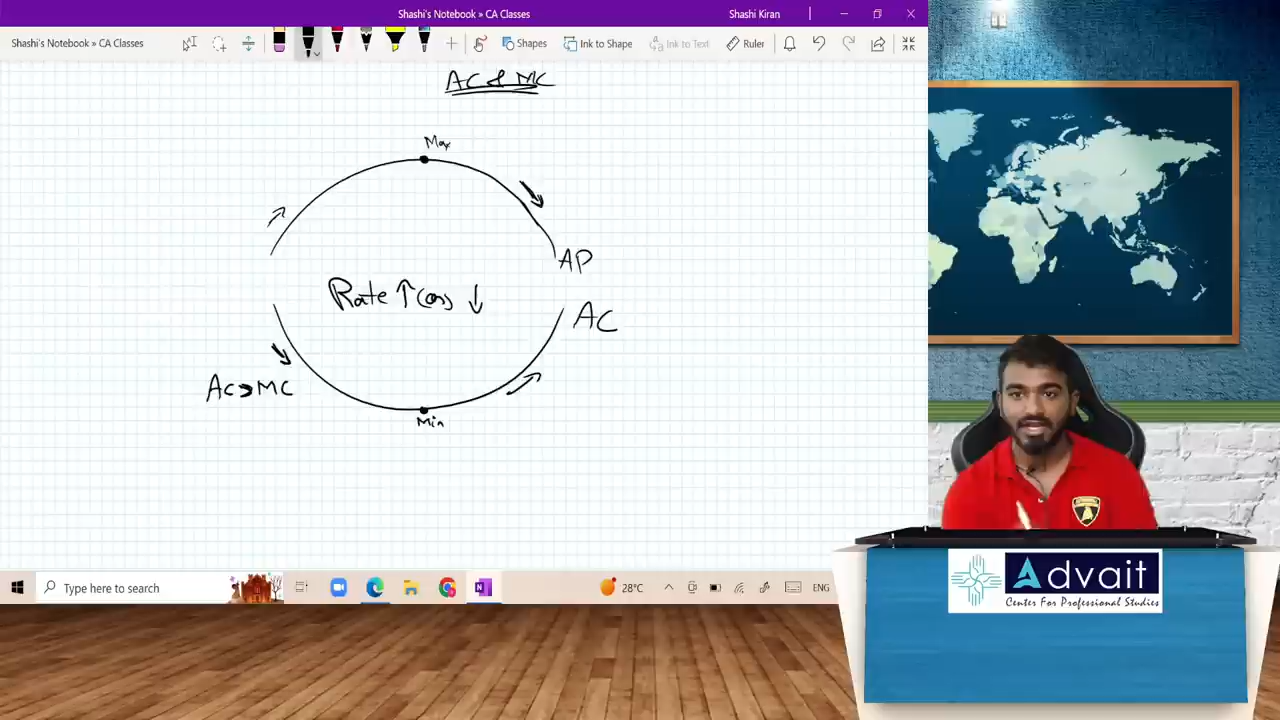 Shashi's Notebook » CA Classes
Shashi Kiran
Shashi's Notebook » CA Classes
Shapes
Ink to Shape
Ink to Text
Ruler
AC & MC
Max
AP
Rate ↑ Cons ↓
AC
AC > MC
Min
Type here to search
28°C
ENG
Advait
Center For Professional Studies